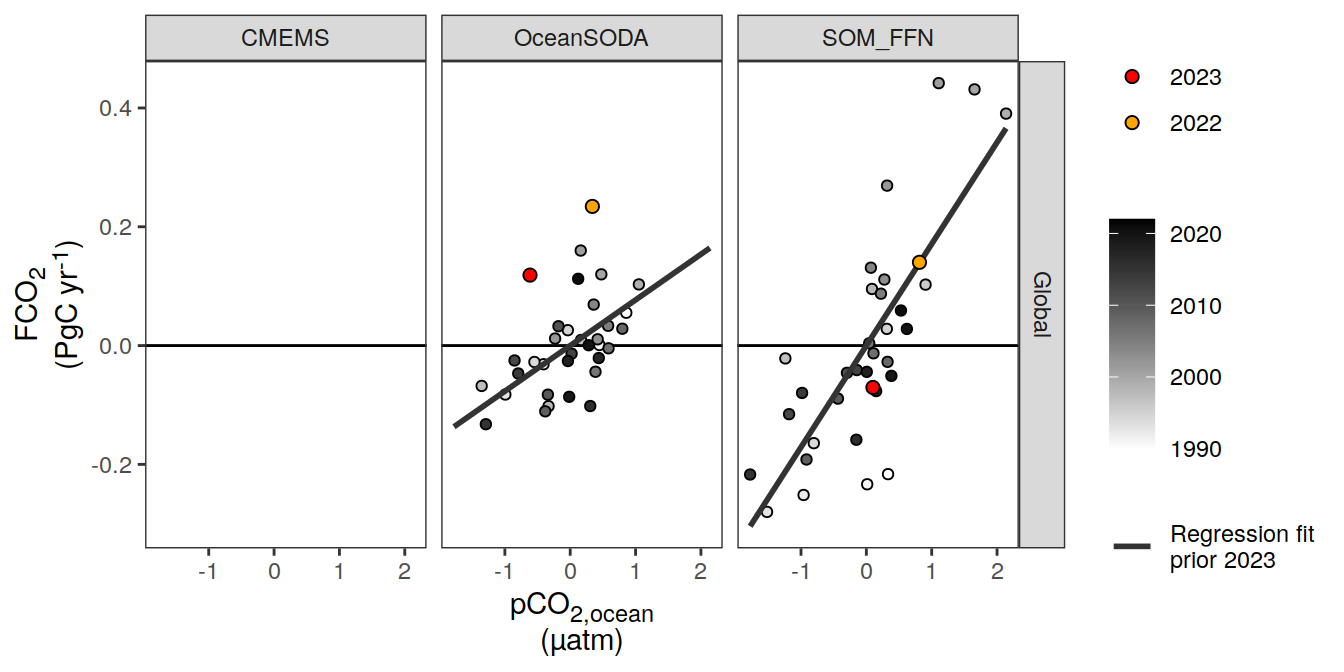 CMEMS
OceanSODA
SOM_FFN
Global
FCO2
(PgC yr-1)
0.4
0.2
0.0
-0.2
-1 0 1 2
-1 0 1 2
-1 0 1 2
pCO2,ocean
(µatm)
2023
2022
2020
2010
2000
1990
Regression fit
prior 2023